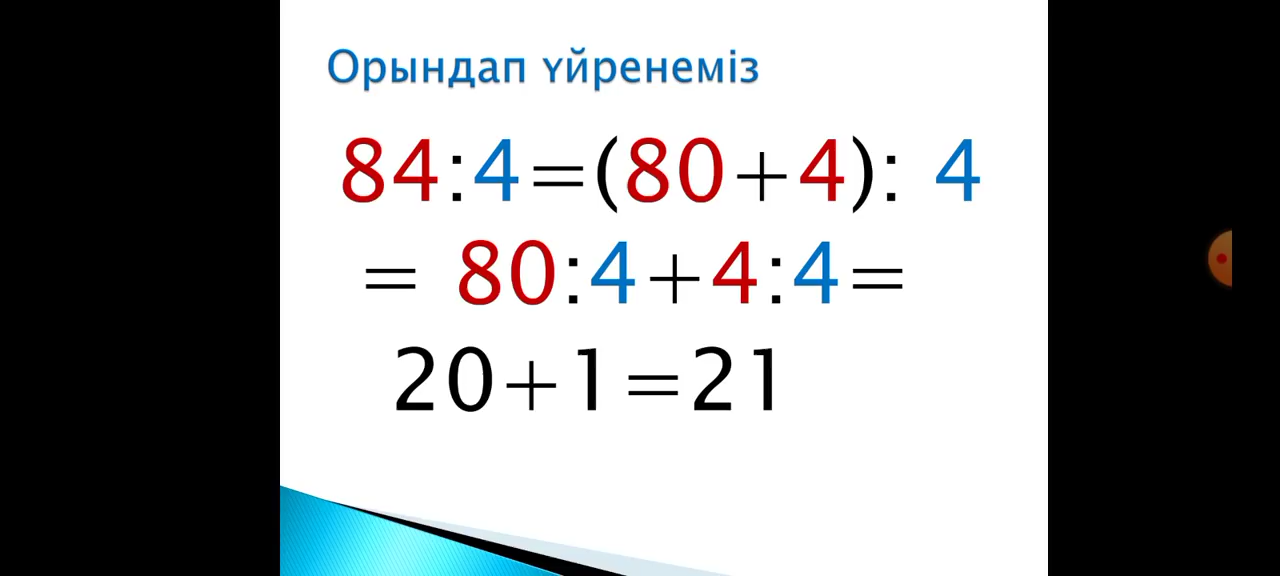 Орындап үйренеміз
84:4=(80+4): 4
= 80:4+4:4=
20+1=21